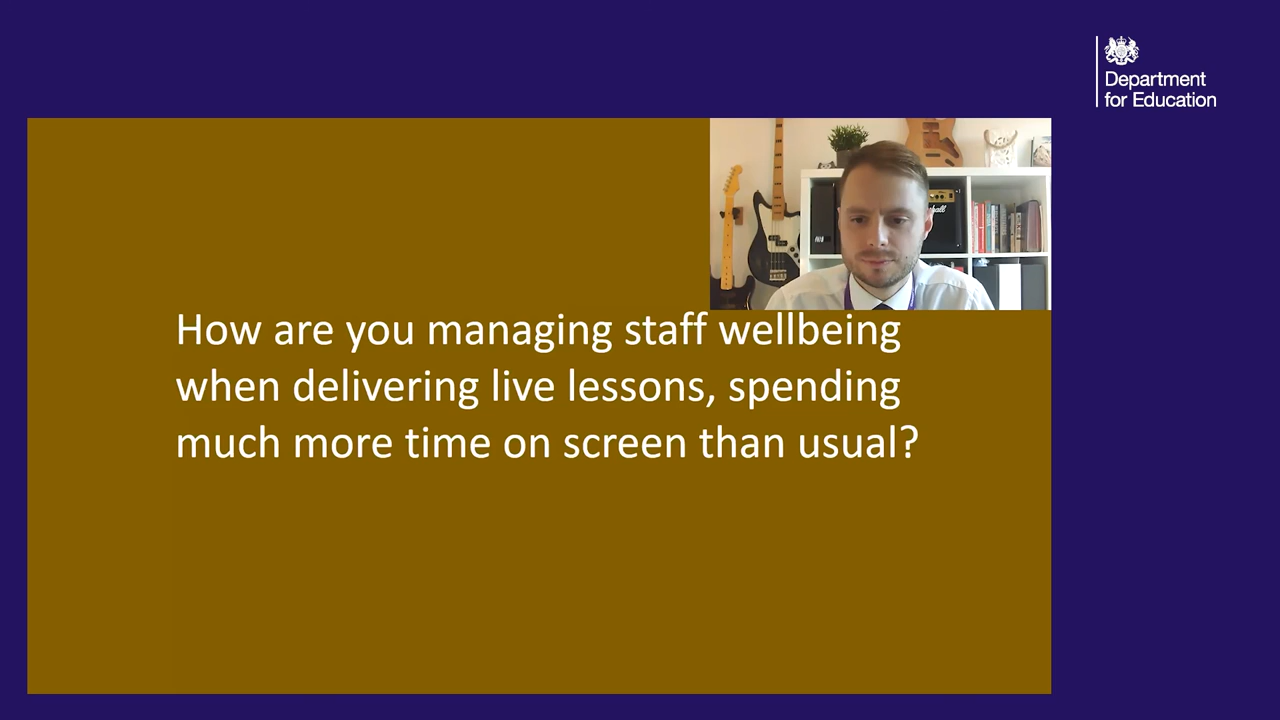 Department
for Education
How are you managing staff wellbeing
when delivering live lessons, spending
much more time on screen than usual?